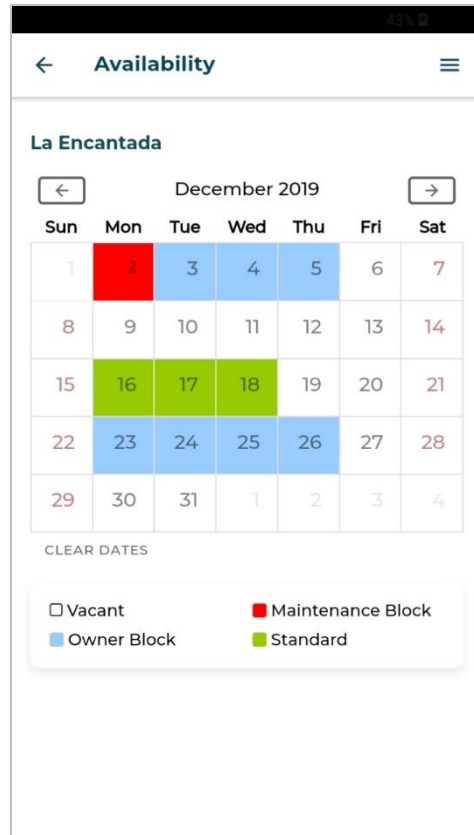 43%
Availability
La Encantada
December 2019
Sun Mon Tue Wed Thu Fri Sat
1 2 3 4 5 6 7
8 9 10 11 12 13 14
15 16 17 18 19 20 21
22 23 24 25 26 27 28
29 30 31 1 2 3 4
CLEAR DATES
Vacant Maintenance Block
Owner Block Standard